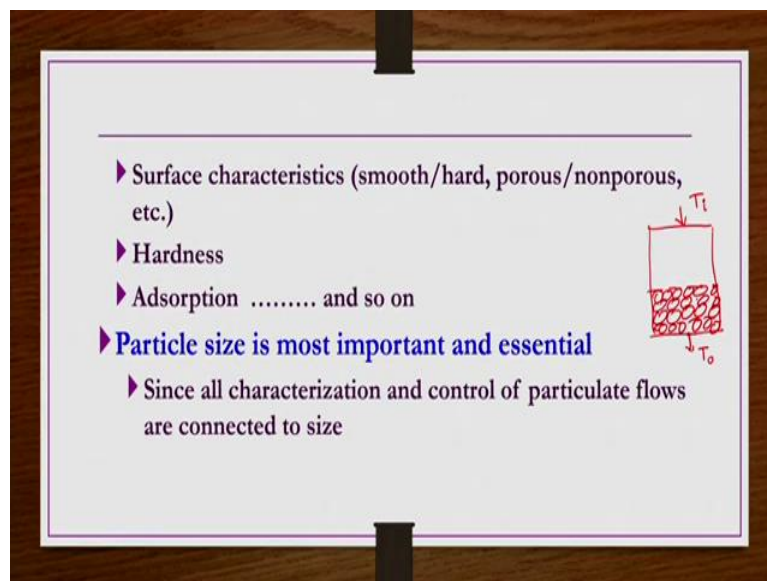 Surface characteristics (smooth/hard, porous/nonporous,
etc.)
Hardness
Adsorption ......... and so on
Particle size is most important and essential
Since all characterization and control of particulate flows
are connected to size
Ti
To